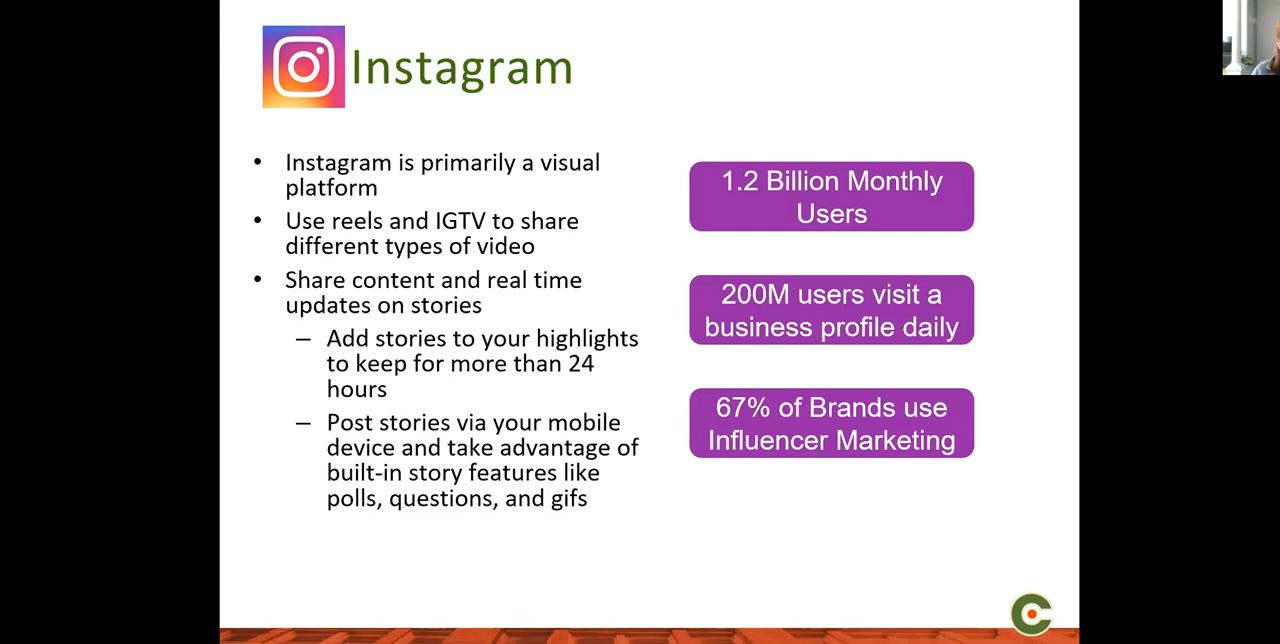 Instagram
• Instagram is primarily a visual
platform
• Use reels and IGTV to share
different types of video
• Share content and real time
updates on stories
– Add stories to your highlights
to keep for more than 24
hours
– Post stories via your mobile
device and take advantage of
built-in story features like
polls, questions, and gifs
1.2 Billion Monthly
Users
200M users visit a
business profile daily
67% of Brands use
Influencer Marketing